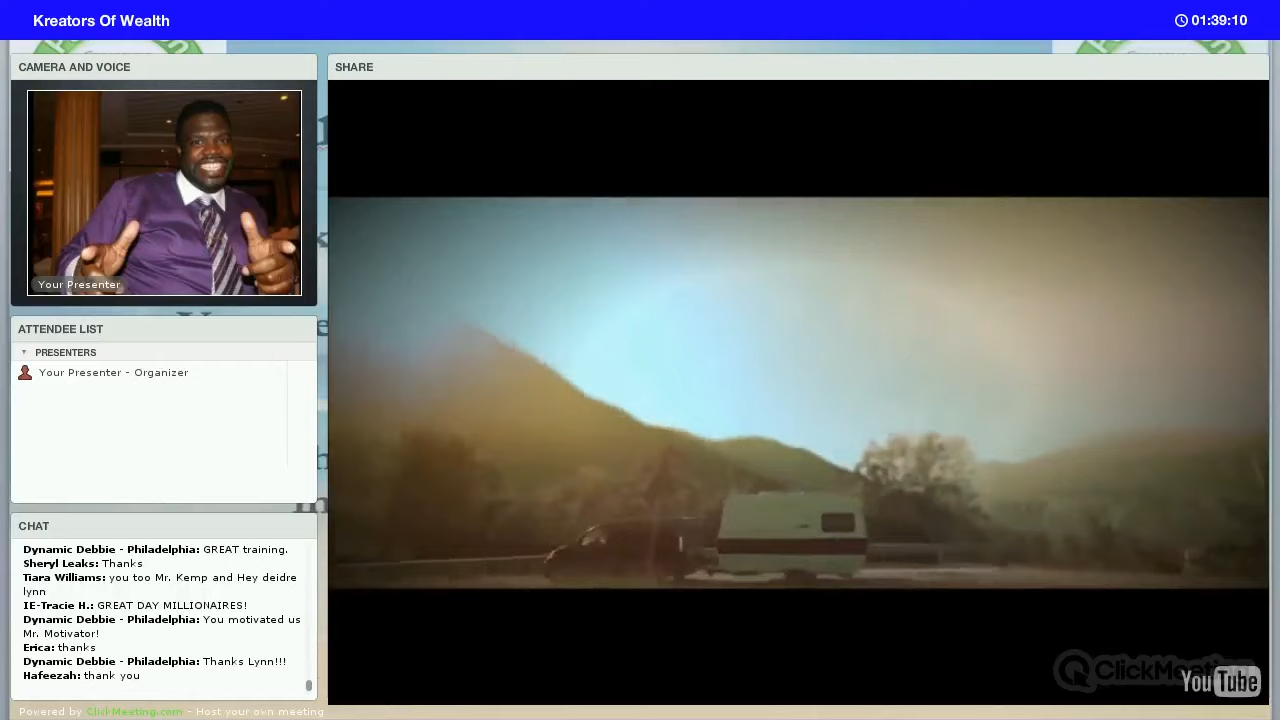 Kreators Of Wealth
01:39:10
CAMERA AND VOICE
Your Presenter
ATTENDEE LIST
PRESENTERS
Your Presenter - Organizer
CHAT
Dynamic Debbie - Philadelphia: GREAT training.
Sheryl Leaks: Thanks
Tiara Williams: you too Mr. Kemp and Hey deidre
lynn
IE-Tracie H.: GREAT DAY MILLIONAIRES!
Dynamic Debbie - Philadelphia: You motivated us
Mr. Motivator!
Erica: thanks
Dynamic Debbie - Philadelphia: Thanks Lynn!!!
Hafeezah: thank you
Powered by ClickMeeting.com - Host your own meeting
SHARE
ClickMeeting
YouTube